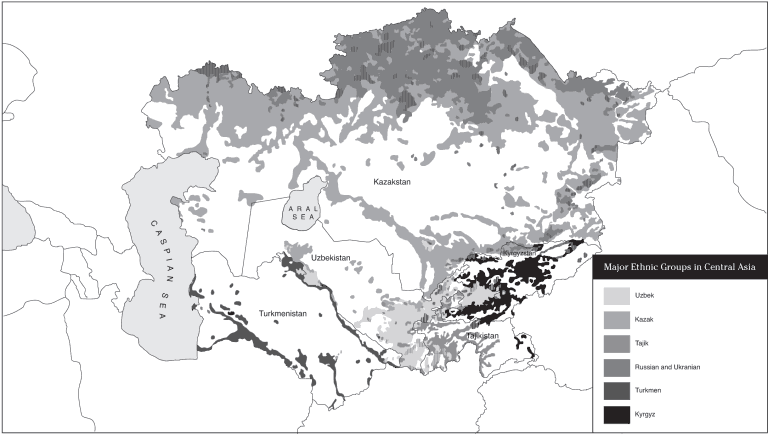 Kazakstan
ARAL
SEA
CASPIAN SEA
Kyrgyzstan
Uzbekistan
Turkmenistan
Tajikistan
Major Ethnic Groups in Central Asia
Uzbek
Kazak
Tajik
Russian and Ukranian
Turkmen
Kyrgyz